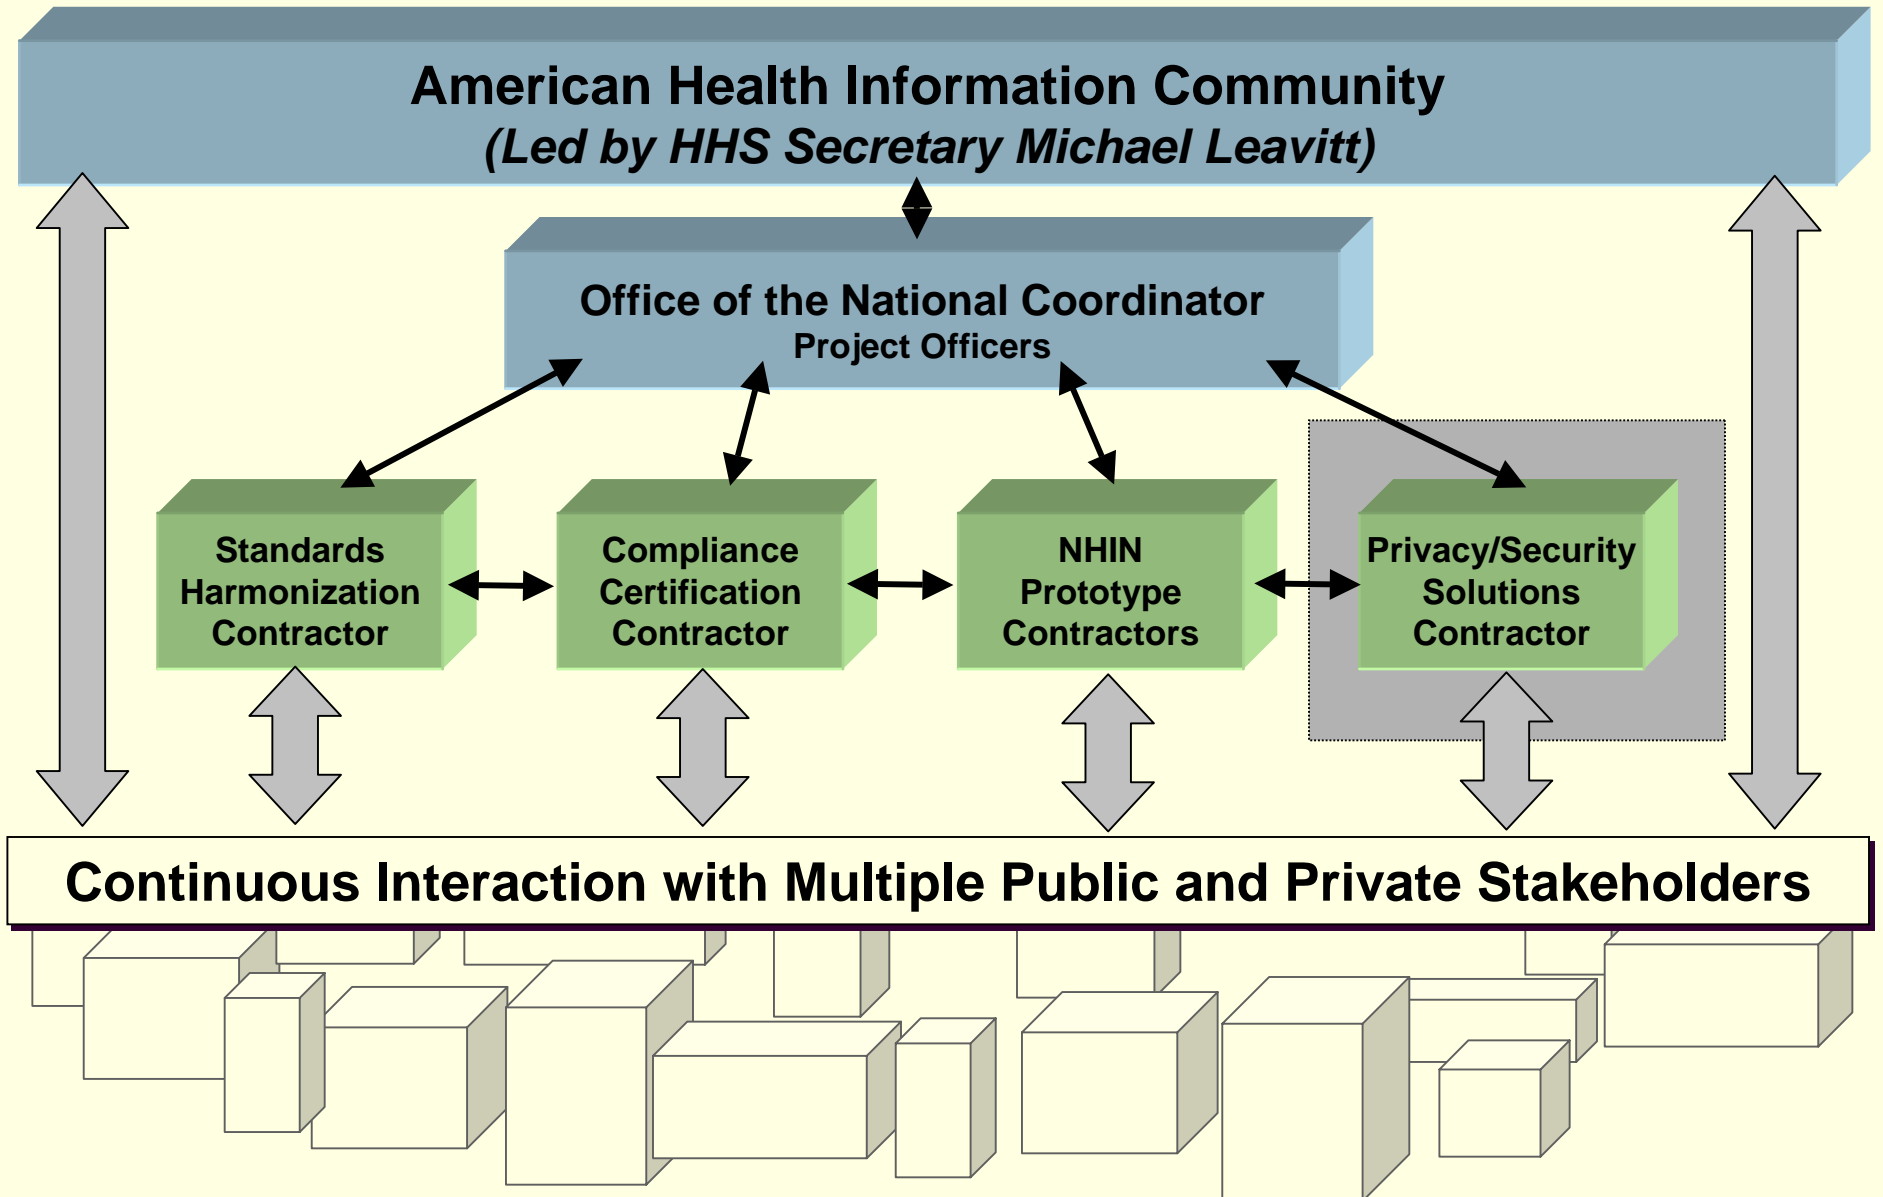 American Health Information Community
(Led by HHS Secretary Michael Leavitt)
Office of the National Coordinator
Project Officers
Standards
Harmonization
Contractor
Compliance
Certification
Contractor
NHIN
Prototype
Contractors
Privacy/Security
Solutions
Contractor
Continuous Interaction with Multiple Public and Private Stakeholders